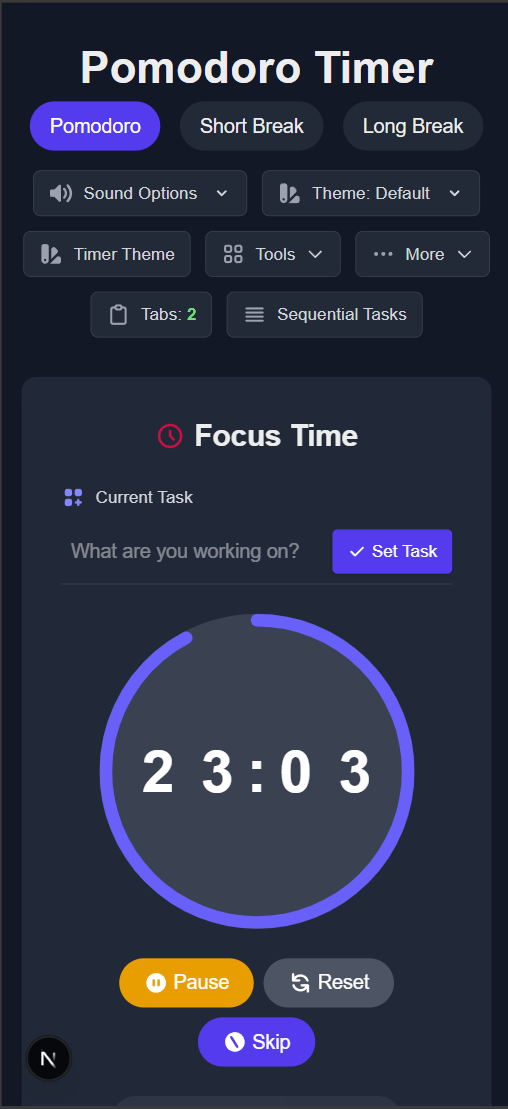 Pomodoro Timer
Pomodoro Short Break Long Break
Sound Options Theme: Default
Timer Theme Tools More
Tabs: 2 Sequential Tasks
Focus Time
Current Task
What are you working on? Set Task
23:03
Pause Reset
Skip
N